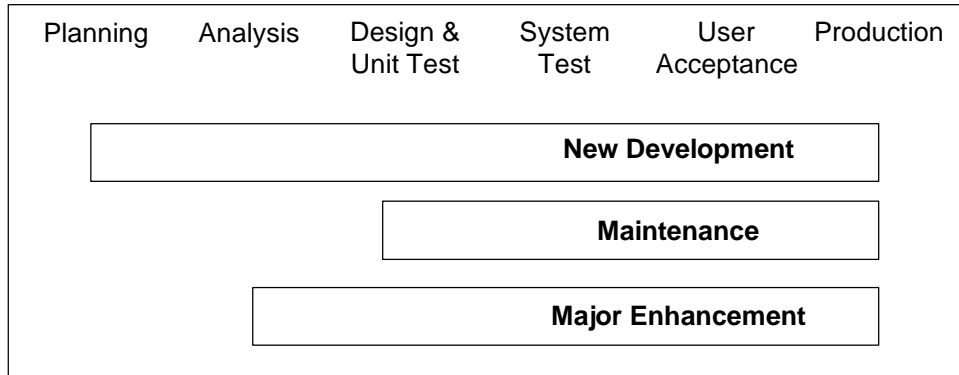 Planning Analysis Design & System User Production
Unit Test Test Acceptance
New Development
Maintenance
Major Enhancement